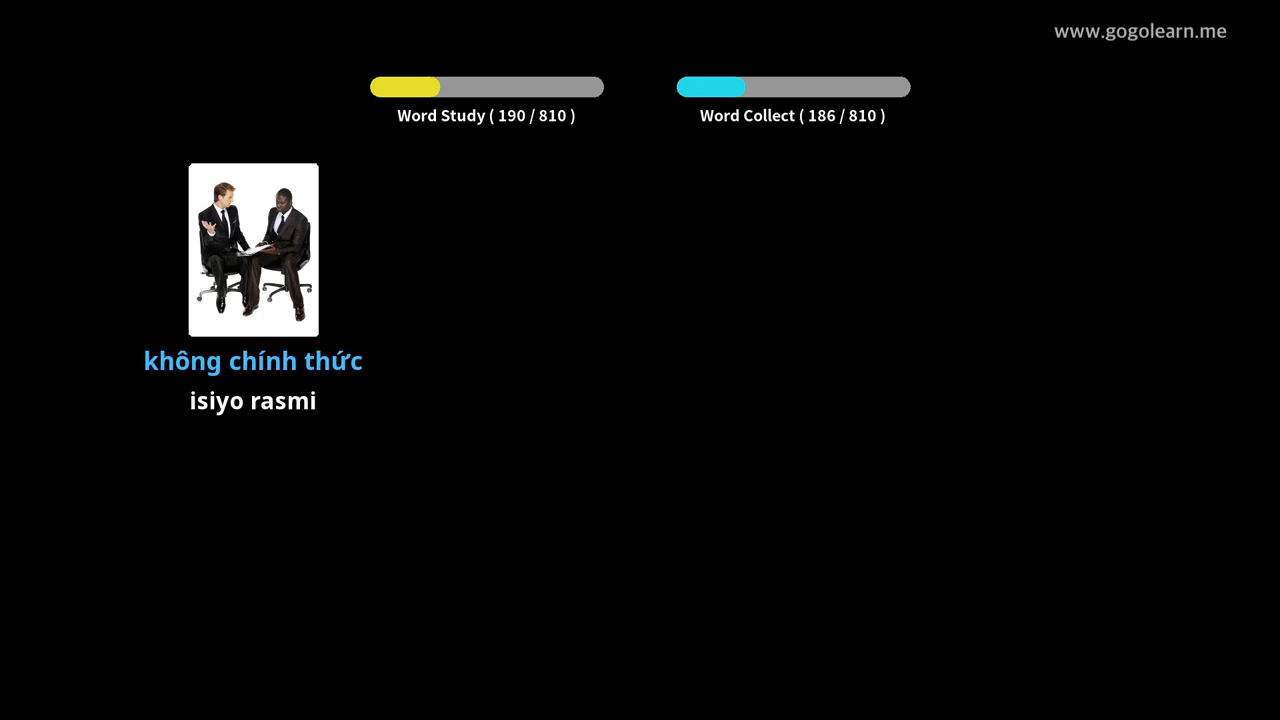 www.gogolearn.me
Word Study ( 190 / 810 )
Word Collect ( 186 / 810 )
không chính thức
isiyo rasmi